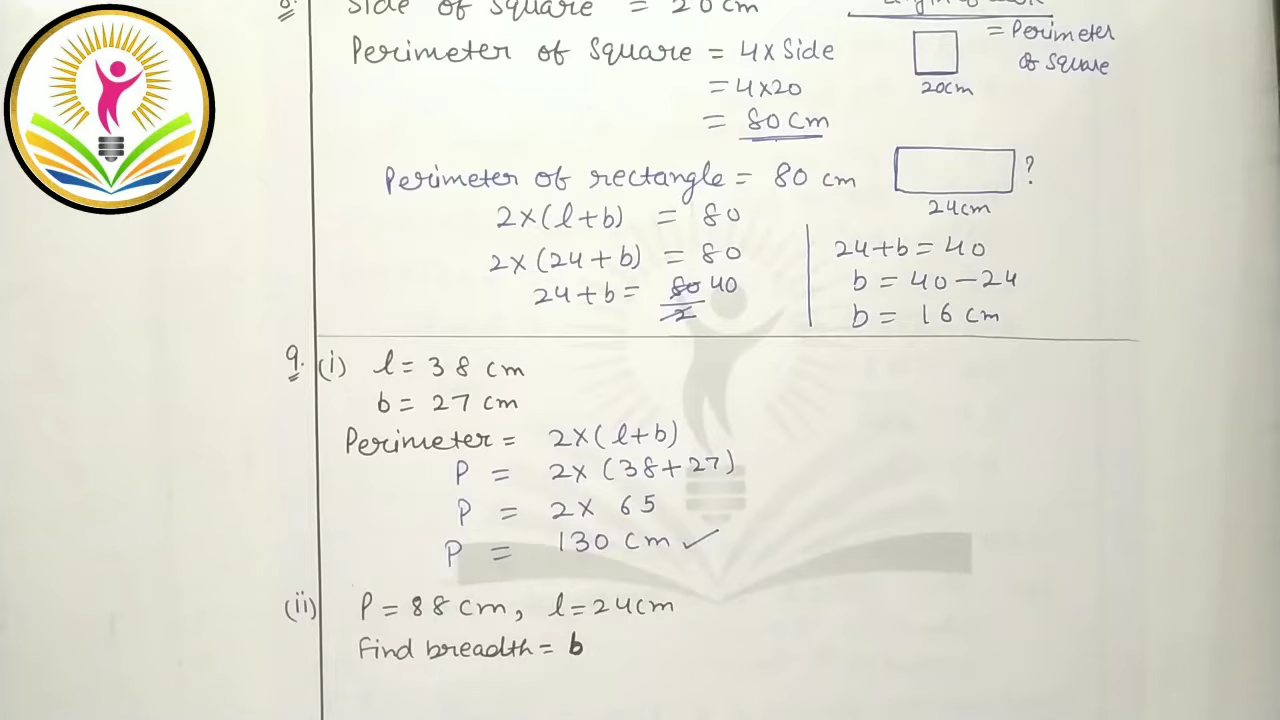 8.
Side of Square = 20 cm
Perimeter of Square = 4 x Side
= 4 x 20
= 80 cm
= Perimeter
of Square
20cm
Perimeter of rectangle = 80 cm
?
24cm
2 x (l + b) = 80
2 x (24 + b) = 80
24 + b = 80/2 40
24 + b = 40
b = 40 - 24
b = 16 cm
9. (i) l = 38 cm
b = 27 cm
Perimeter = 2 x (l + b)
P = 2 x (38 + 27)
P = 2 x 65
P = 130 cm ✓
(ii) P = 88 cm, l = 24cm
Find breadth = b